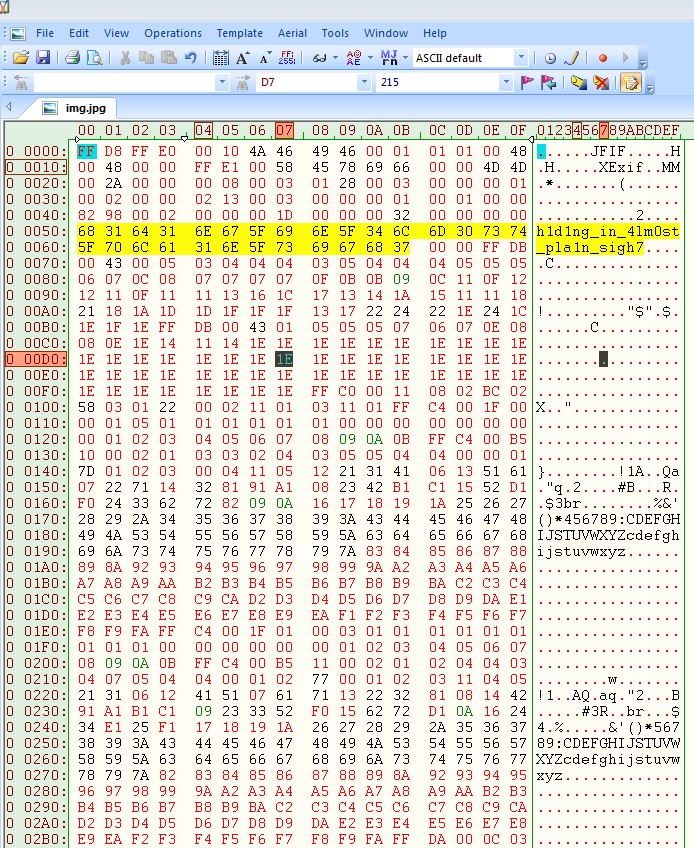 File Edit View Operations Template Aerial Tools Window Help
ASCII default
D7 215
img.jpg
00 01 02 03 04 05 06 07 08 09 0A 0B 0C 0D 0E 0F 0123456789ABCDEF
0 0000: FF D8 FF E0 00 10 4A 46 49 46 00 01 01 01 00 48 ......JFIF.....H
0 0010: 00 48 00 00 FF E1 00 58 45 78 69 66 00 00 4D 4D .H.....XExif..MM
0 0020: 00 2A 00 00 00 08 00 03 01 28 00 03 00 00 00 01 .*.......(......
0 0030: 00 02 00 00 02 13 00 03 00 00 00 01 00 01 00 00 ................
0 0040: 82 98 00 02 00 00 00 1D 00 00 00 32 00 00 00 00 ...........2....
0 0050: 68 31 64 31 6E 67 5F 69 6E 5F 34 6C 6D 30 73 74 h1d1ng_in_4lm0st
0 0060: 5F 70 6C 61 31 6E 5F 73 69 67 68 37 00 00 FF DB _pla1n_sigh7....
0 0070: 00 43 00 05 03 04 04 04 03 05 04 04 04 05 05 05 .C..............
0 0080: 06 07 0C 08 07 07 07 07 0F 0B 0B 09 0C 11 0F 12 ................
0 0090: 12 11 0F 11 11 13 16 1C 17 13 14 1A 15 11 11 18 ................
0 00A0: 21 18 1A 1D 1D 1F 1F 1F 13 17 22 24 22 1E 24 1C !........."$".$.
0 00B0: 1E 1F 1E FF DB 00 43 01 05 05 05 07 06 07 0E 08 ......C.........
0 00C0: 08 0E 1E 14 11 14 1E 1E 1E 1E 1E 1E 1E 1E 1E 1E ................
0 00D0: 1E 1E 1E 1E 1E 1E 1E 1E 1E 1E 1E 1E 1E 1E 1E 1E ................
0 00E0: 1E 1E 1E 1E 1E 1E 1E 1E 1E 1E 1E 1E 1E 1E 1E 1E ................
0 00F0: 1E 1E 1E 1E 1E 1E 1E 1E FF C0 00 11 08 02 BC 02 ................
0 0100: 58 03 01 22 00 02 11 01 03 11 01 FF C4 00 1F 00 X.."............
0 0110: 00 01 05 01 01 01 01 01 01 00 00 00 00 00 00 00 ................
0 0120: 00 01 02 03 04 05 06 07 08 09 0A 0B FF C4 00 B5 ................
0 0130: 10 00 02 01 03 03 02 04 03 05 05 04 04 00 00 01 ................
0 0140: 7D 01 02 03 00 04 11 05 12 21 31 41 06 13 51 61 }........!1A..Qa
0 0150: 07 22 71 14 32 81 91 A1 08 23 42 B1 C1 15 52 D1 ."q.2....#B...R.
0 0160: F0 24 33 62 72 82 09 0A 16 17 18 19 1A 25 26 27 .$3br........%&'
0 0170: 28 29 2A 34 35 36 37 38 39 3A 43 44 45 46 47 48 ()*456789:CDEFGH
0 0180: 49 4A 53 54 55 56 57 58 59 5A 63 64 65 66 67 68 IJSTUVWXYZcdefgh
0 0190: 69 6A 73 74 75 76 77 78 79 7A 83 84 85 86 87 88 ijstuvwxyz......
0 01A0: 89 8A 92 93 94 95 96 97 98 99 9A A2 A3 A4 A5 A6 ................
0 01B0: A7 A8 A9 AA B2 B3 B4 B5 B6 B7 B8 B9 BA C2 C3 C4 ................
0 01C0: C5 C6 C7 C8 C9 CA D2 D3 D4 D5 D6 D7 D8 D9 DA E1 ................
0 01D0: E2 E3 E4 E5 E6 E7 E8 E9 EA F1 F2 F3 F4 F5 F6 F7 ................
0 01E0: F8 F9 FA FF C4 00 1F 01 00 03 01 01 01 01 01 01 ................
0 01F0: 01 01 01 00 00 00 00 00 00 01 02 03 04 05 06 07 ................
0 0200: 08 09 0A 0B FF C4 00 B5 11 00 02 01 02 04 04 03 ................
0 0210: 04 07 05 04 04 00 01 02 77 00 01 02 03 11 04 05 ........w.......
0 0220: 21 31 06 12 41 51 07 61 71 13 22 32 81 08 14 42 !1..AQ.aq."2...B
0 0230: 91 A1 B1 C1 09 23 33 52 F0 15 62 72 D1 0A 16 24 .....#3R..br...$
0 0240: 34 E1 25 F1 17 18 19 1A 26 27 28 29 2A 35 36 37 4.%.....&'()*567
0 0250: 38 39 3A 43 44 45 46 47 48 49 4A 53 54 55 56 57 89:CDEFGHIJSTUVW
0 0260: 58 59 5A 63 64 65 66 67 68 69 6A 73 74 75 76 77 XYZcdefghijstuvw
0 0270: 78 79 7A 82 83 84 85 86 87 88 89 8A 92 93 94 95 xyz.............
0 0280: 96 97 98 99 9A A2 A3 A4 A5 A6 A7 A8 A9 AA B2 B3 ................
0 0290: B4 B5 B6 B7 B8 B9 BA C2 C3 C4 C5 C6 C7 C8 C9 CA ................
0 02A0: D2 D3 D4 D5 D6 D7 D8 D9 DA E2 E3 E4 E5 E6 E7 E8 ................
0 02B0: E9 EA F2 F3 F4 F5 F6 F7 F8 F9 FA FF DA 00 0C 03 ................